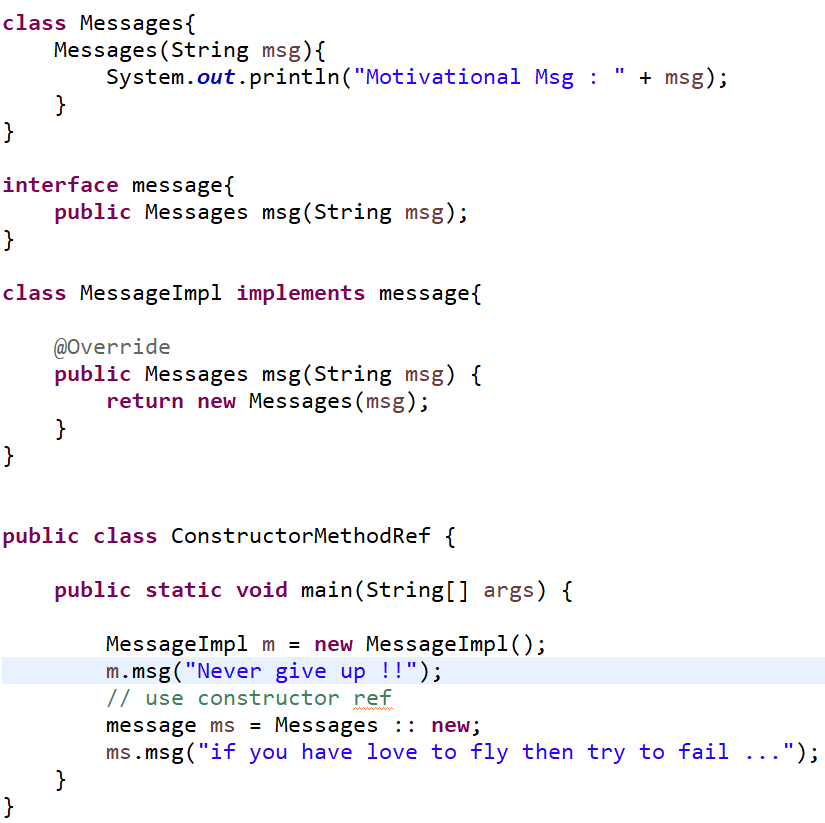 class Messages{
    Messages(String msg){
        System.out.println("Motivational Msg : " + msg);
    }
}
interface message{
    public Messages msg(String msg);
}
class MessageImpl implements message{
    @Override
    public Messages msg(String msg) {
        return new Messages(msg);
    }
}
public class ConstructorMethodRef {
    public static void main(String[] args) {
        MessageImpl m = new MessageImpl();
        m.msg("Never give up !!");
        // use constructor ref
        message ms = Messages :: new;
        ms.msg("if you have love to fly then try to fail ...");
    }
}